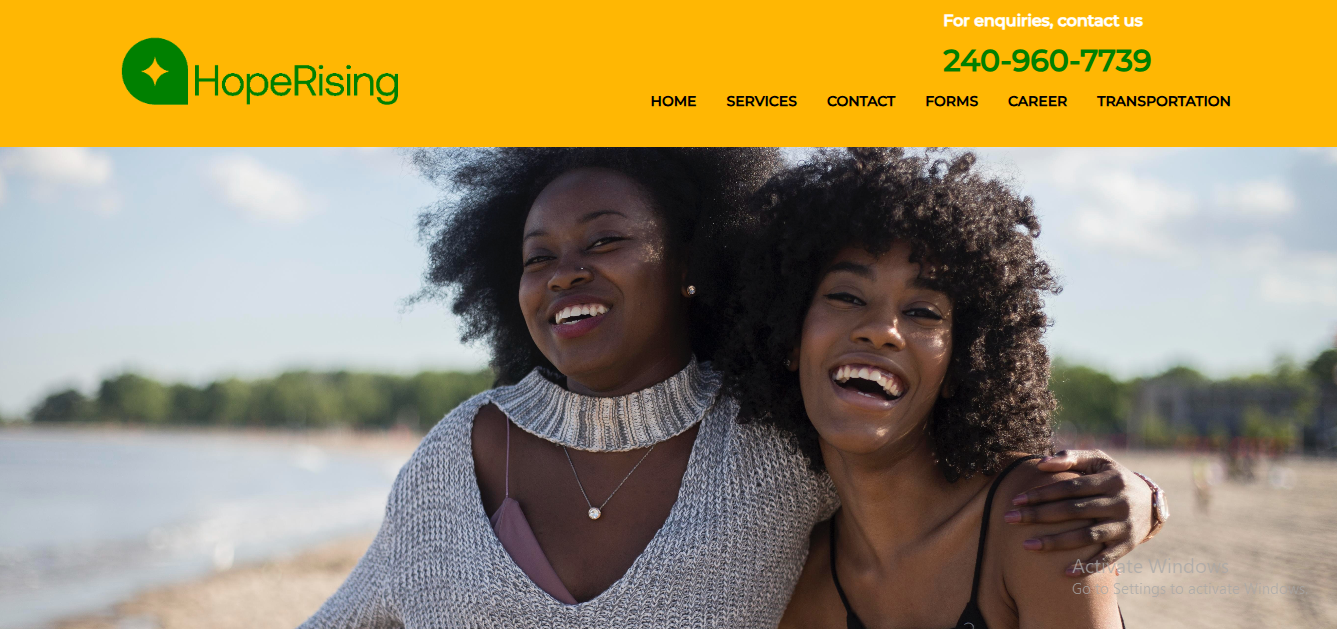 For enquiries, contact us
240-960-7739
HopeRising
HOME SERVICES CONTACT FORMS CAREER TRANSPORTATION
Activate Windows
Go to Settings to activate Windows.